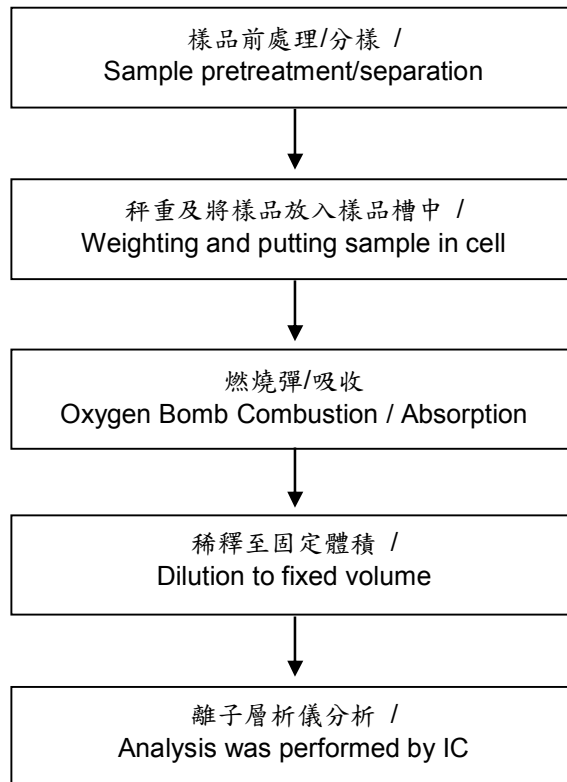 樣品前處理/分樣 /
Sample pretreatment/separation
秤重及將樣品放入樣品槽中 /
Weighting and putting sample in cell
燃燒彈/吸收
Oxygen Bomb Combustion / Absorption
稀釋至固定體積 /
Dilution to fixed volume
離子層析儀分析 /
Analysis was performed by IC